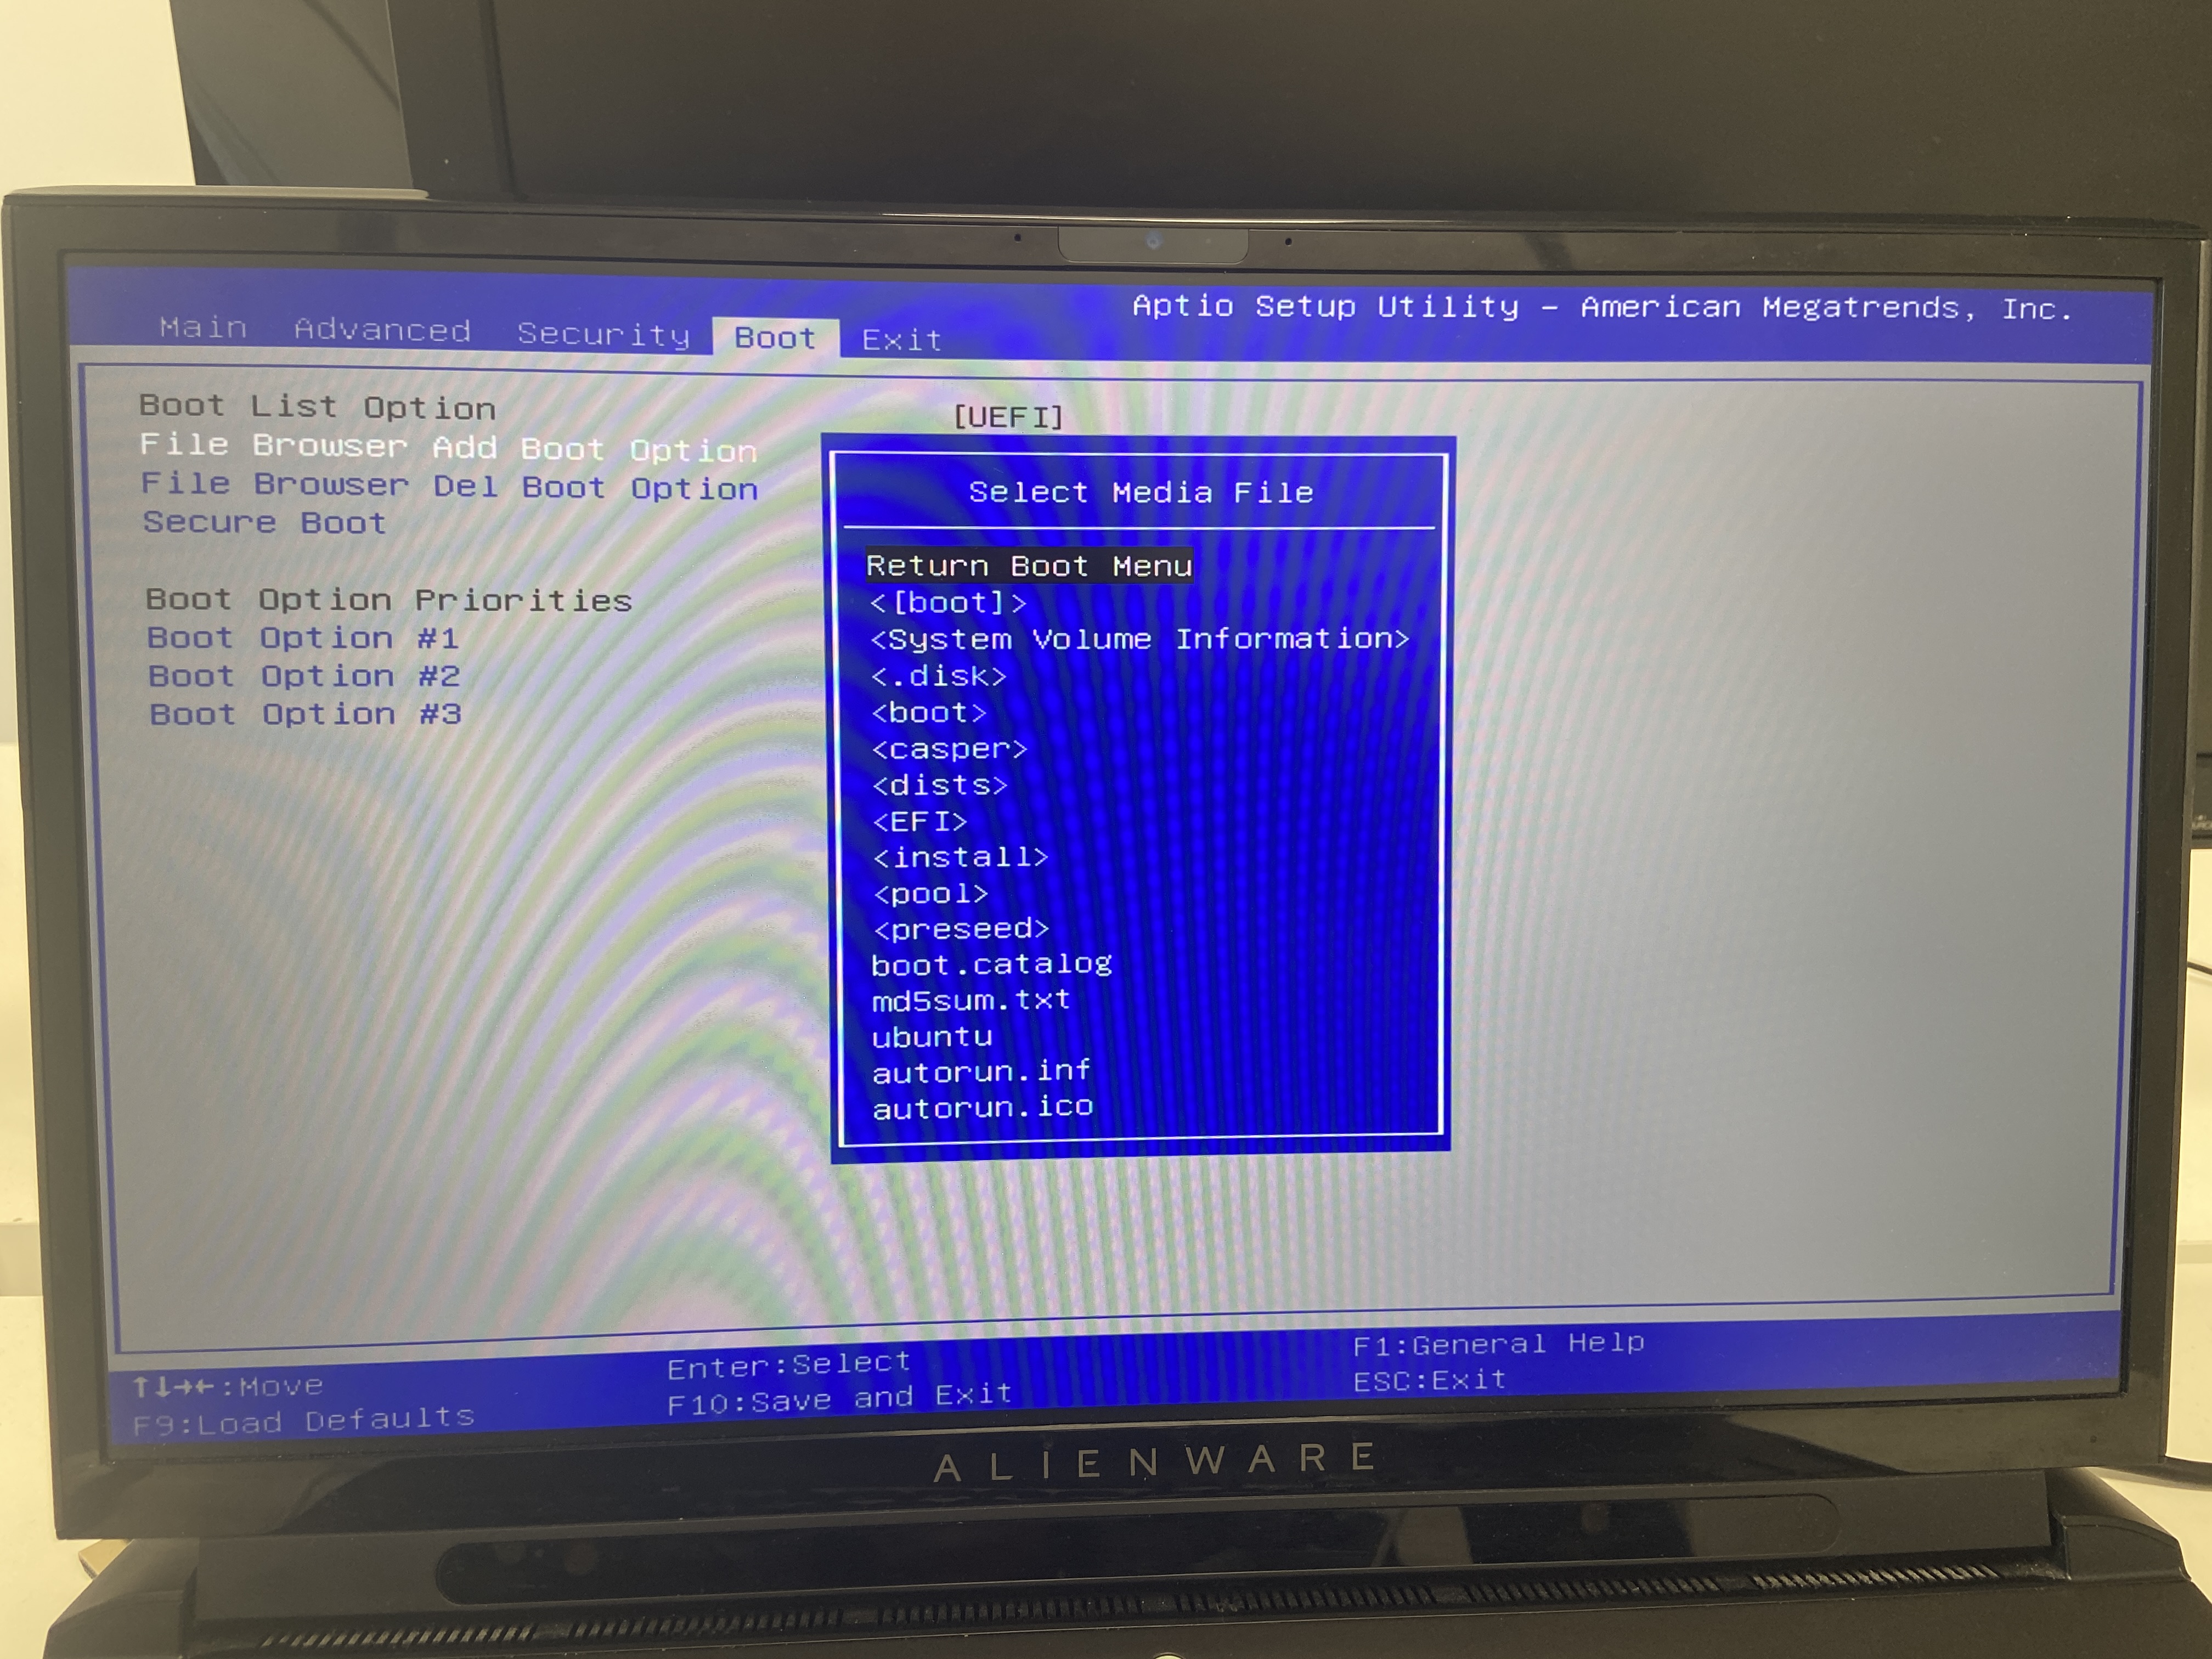 Aptio Setup Utility - American Megatrends, Inc.
Main Advanced Security Boot Exit
Boot List Option [UEFI]
File Browser Add Boot Option
File Browser Del Boot Option
Secure Boot
Boot Option Priorities
Boot Option #1
Boot Option #2
Boot Option #3
Select Media File
Return Boot Menu
<[boot]>
<System Volume Information>
<.disk>
<boot>
<casper>
<dists>
<EFI>
<install>
<pool>
<preseed>
boot.catalog
md5sum.txt
ubuntu
autorun.inf
autorun.ico
↑↓→←:Move Enter:Select F1:General Help
F9:Load Defaults F10:Save and Exit ESC:Exit
ALIENWARE